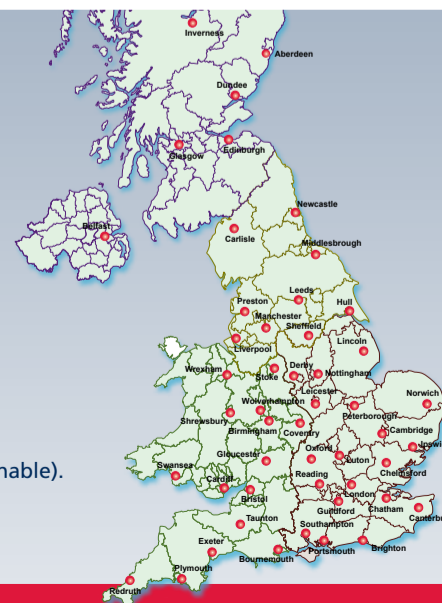 Inverness
Aberdeen
Dundee
Glasgow
Edinburgh
Newcastle
Belfast
Carlisle
Middlesbrough
Leeds
Preston
Hull
Manchester
Sheffield
Lincoln
Liverpool
Derby
Wrexham
Stoke
Nottingham
Leicester
Norwich
Wolverhampton
Peterborough
Shrewsbury
Cambridge
Birmingham
Coventry
Ipswi
Oxford
Luton
Gloucester
nable).
Chelmsford
Swansea
Reading
Cardiff
London
Bristol
Guildford
Chatham
Canterb
Taunton
Southampton
Exeter
Portsmouth
Brighton
Bournemouth
Plymouth
Redruth